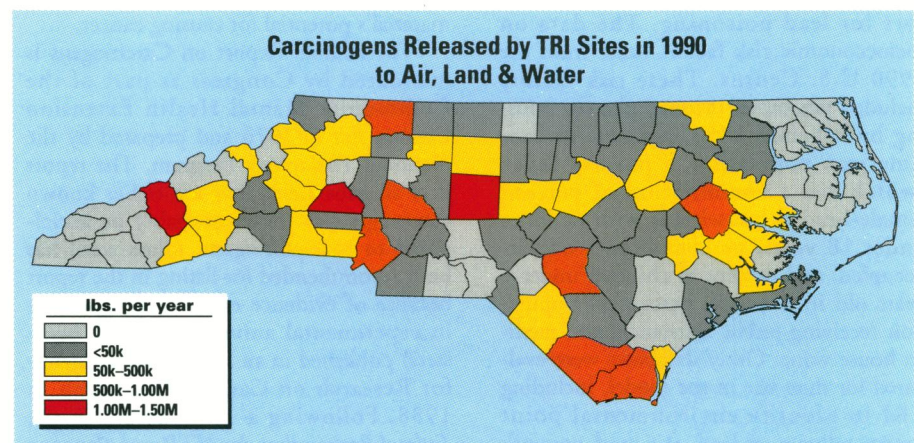 Carcinogens Released by TRI Sites in 1990
to Air, Land & Water
lbs. per year
0
<50k
50k–500k
500k–1.00M
1.00M–1.50M